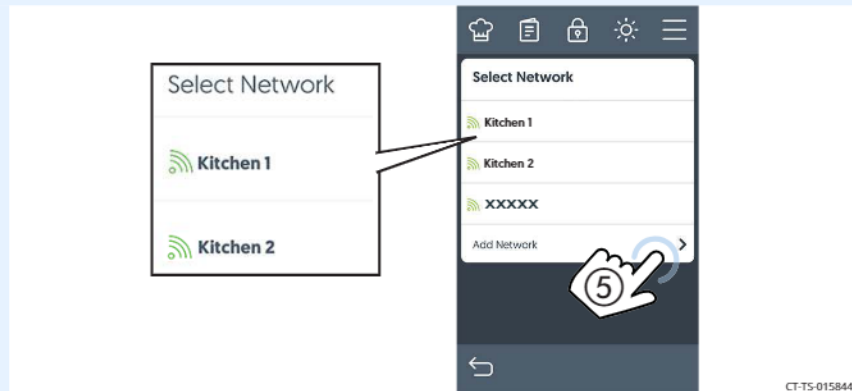 Select Network
Kitchen 1
Kitchen 2
Select Network
Kitchen 1
Kitchen 2
XXXXX
Add Network
5
CT-TS-015844